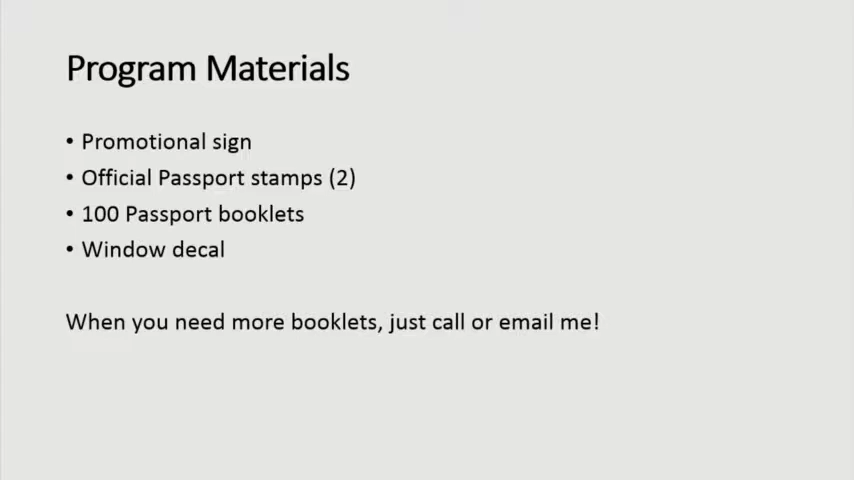 Program Materials
• Promotional sign
• Official Passport stamps (2)
• 100 Passport booklets
• Window decal
When you need more booklets, just call or email me!